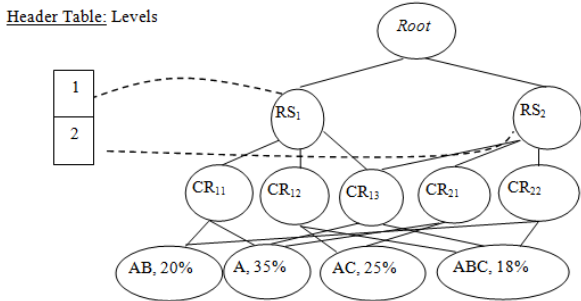 Header Table: Levels
Root
1
2
RS₁
RS₂
CR₁₁
CR₁₂
CR₁₃
CR₂₁
CR₂₂
AB, 20%
A, 35%
AC, 25%
ABC, 18%